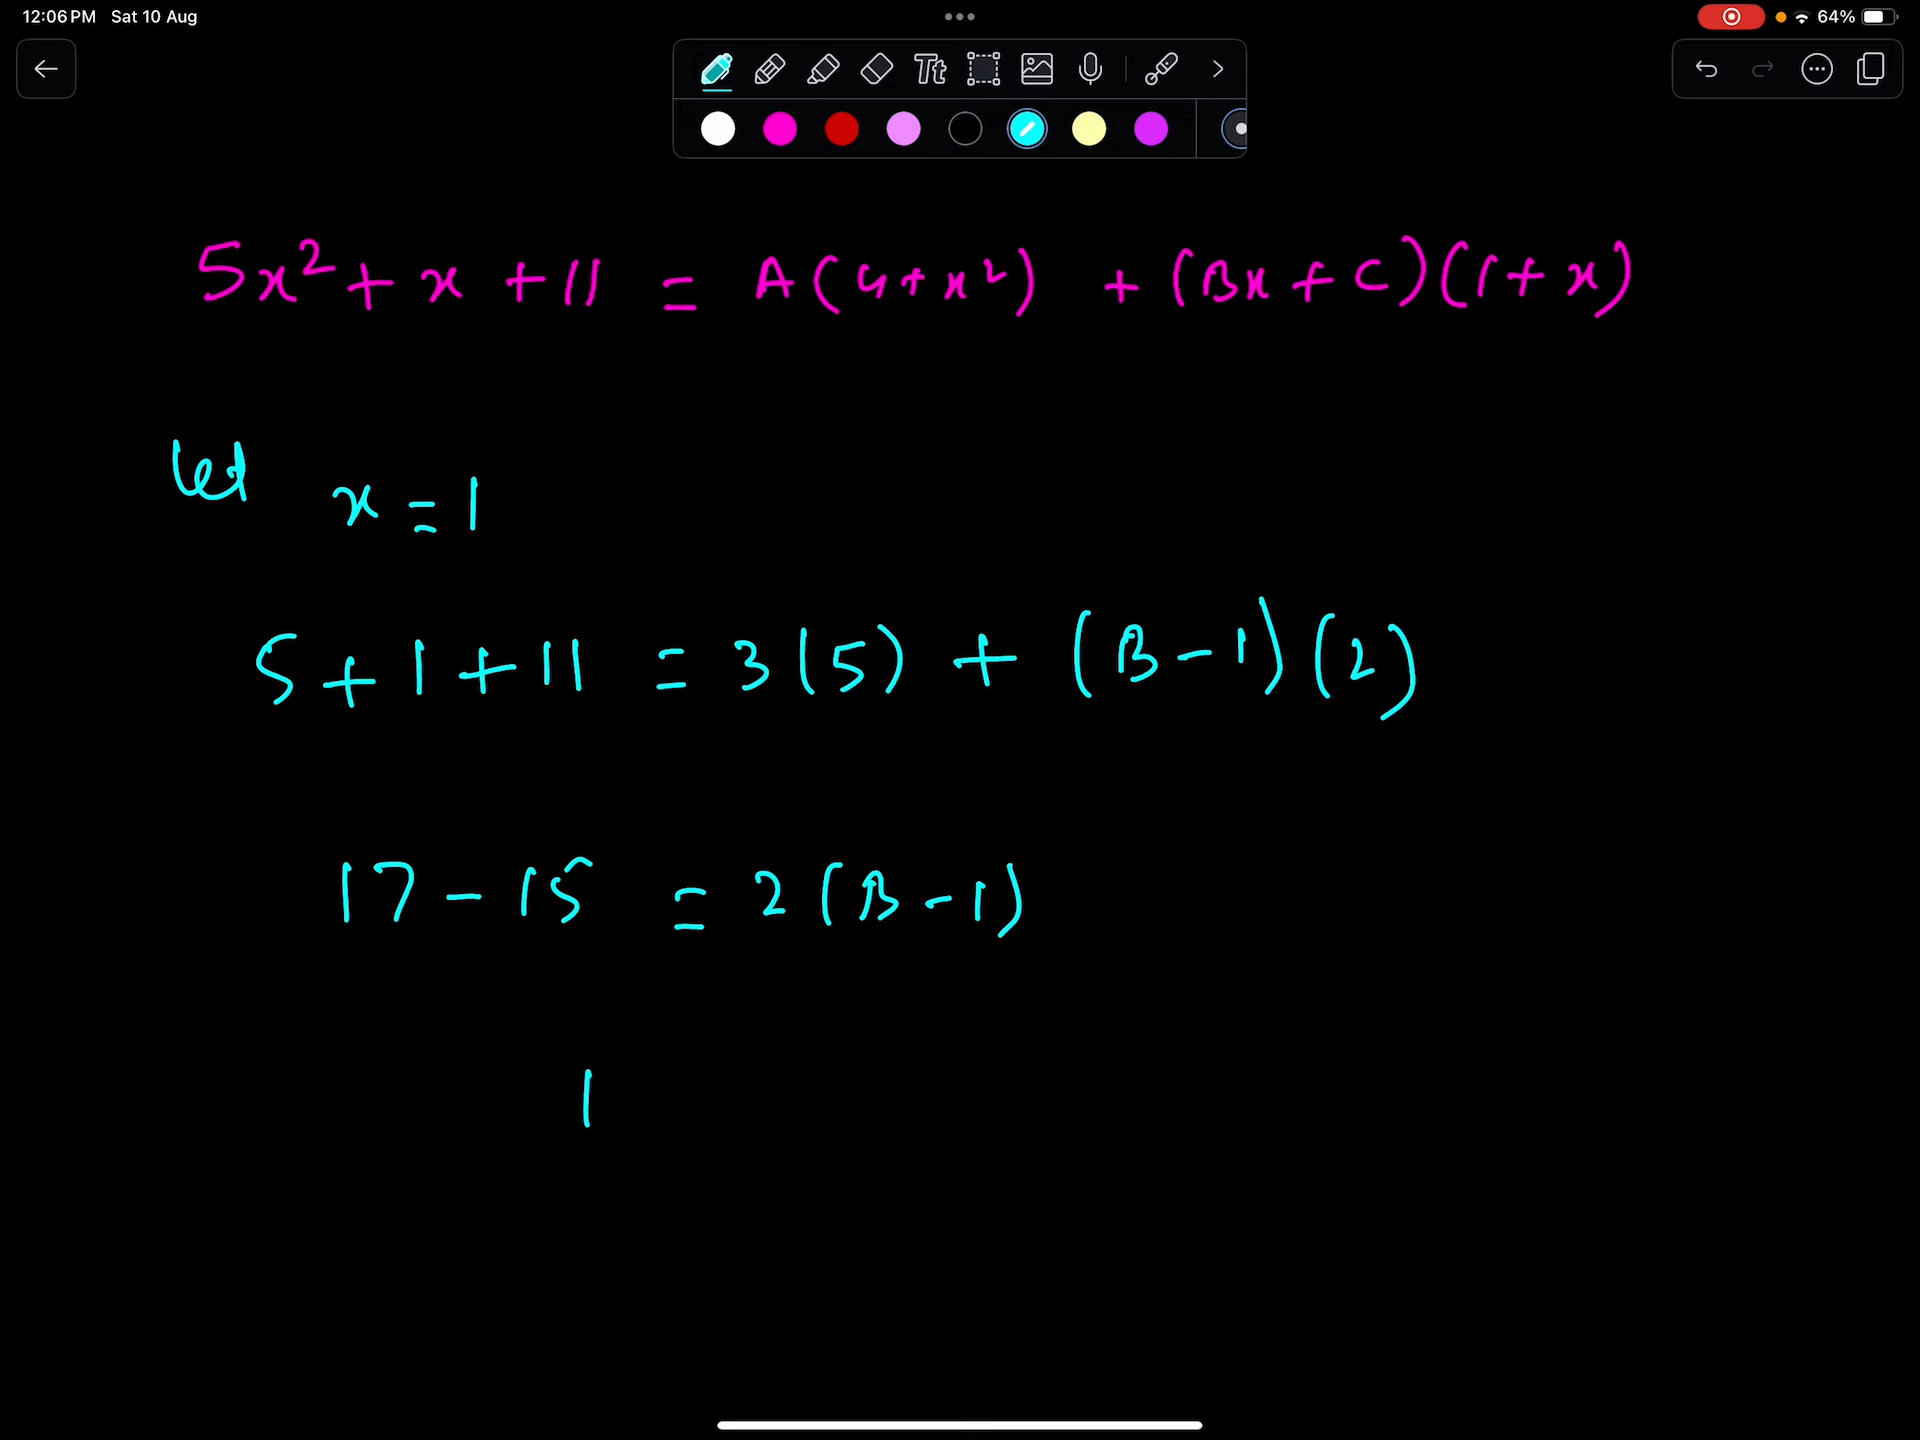 12:06 PM Sat 10 Aug
64%
Tt
5x² + x + 11 = A(4+x²) + (Bx + C)(1 + x)
let x = 1
5 + 1 + 11 = 3(5) + (B - 1)(2)
17 - 15 = 2(B - 1)
1